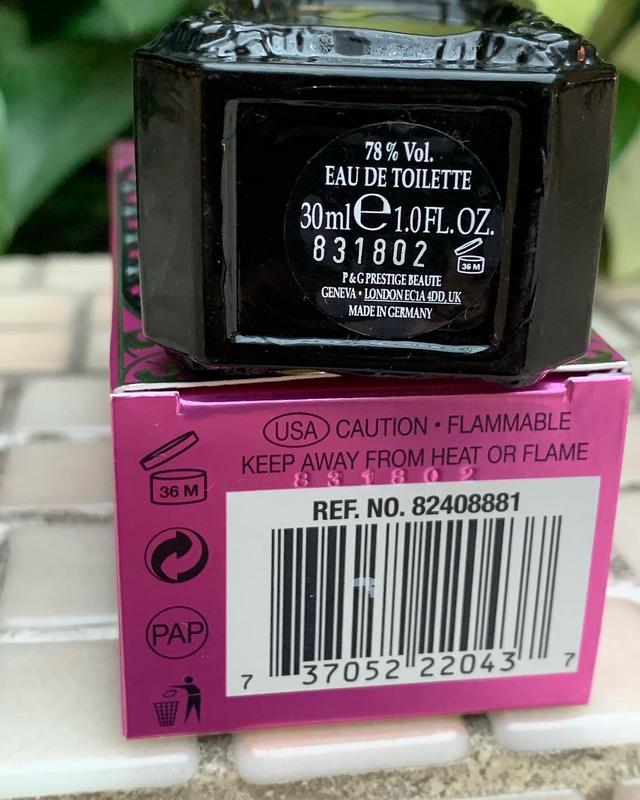 78 % Vol.
EAU DE TOILETTE
30ml e 1.0 FL. OZ.
831802
36 M
P & G PRESTIGE BEAUTE
GENEVA • LONDON EC1A 4DD, UK
MADE IN GERMANY
USA CAUTION • FLAMMABLE
KEEP AWAY FROM HEAT OR FLAME
831802
36 M
REF. NO. 82408881
PAP
7 37052 22043 7